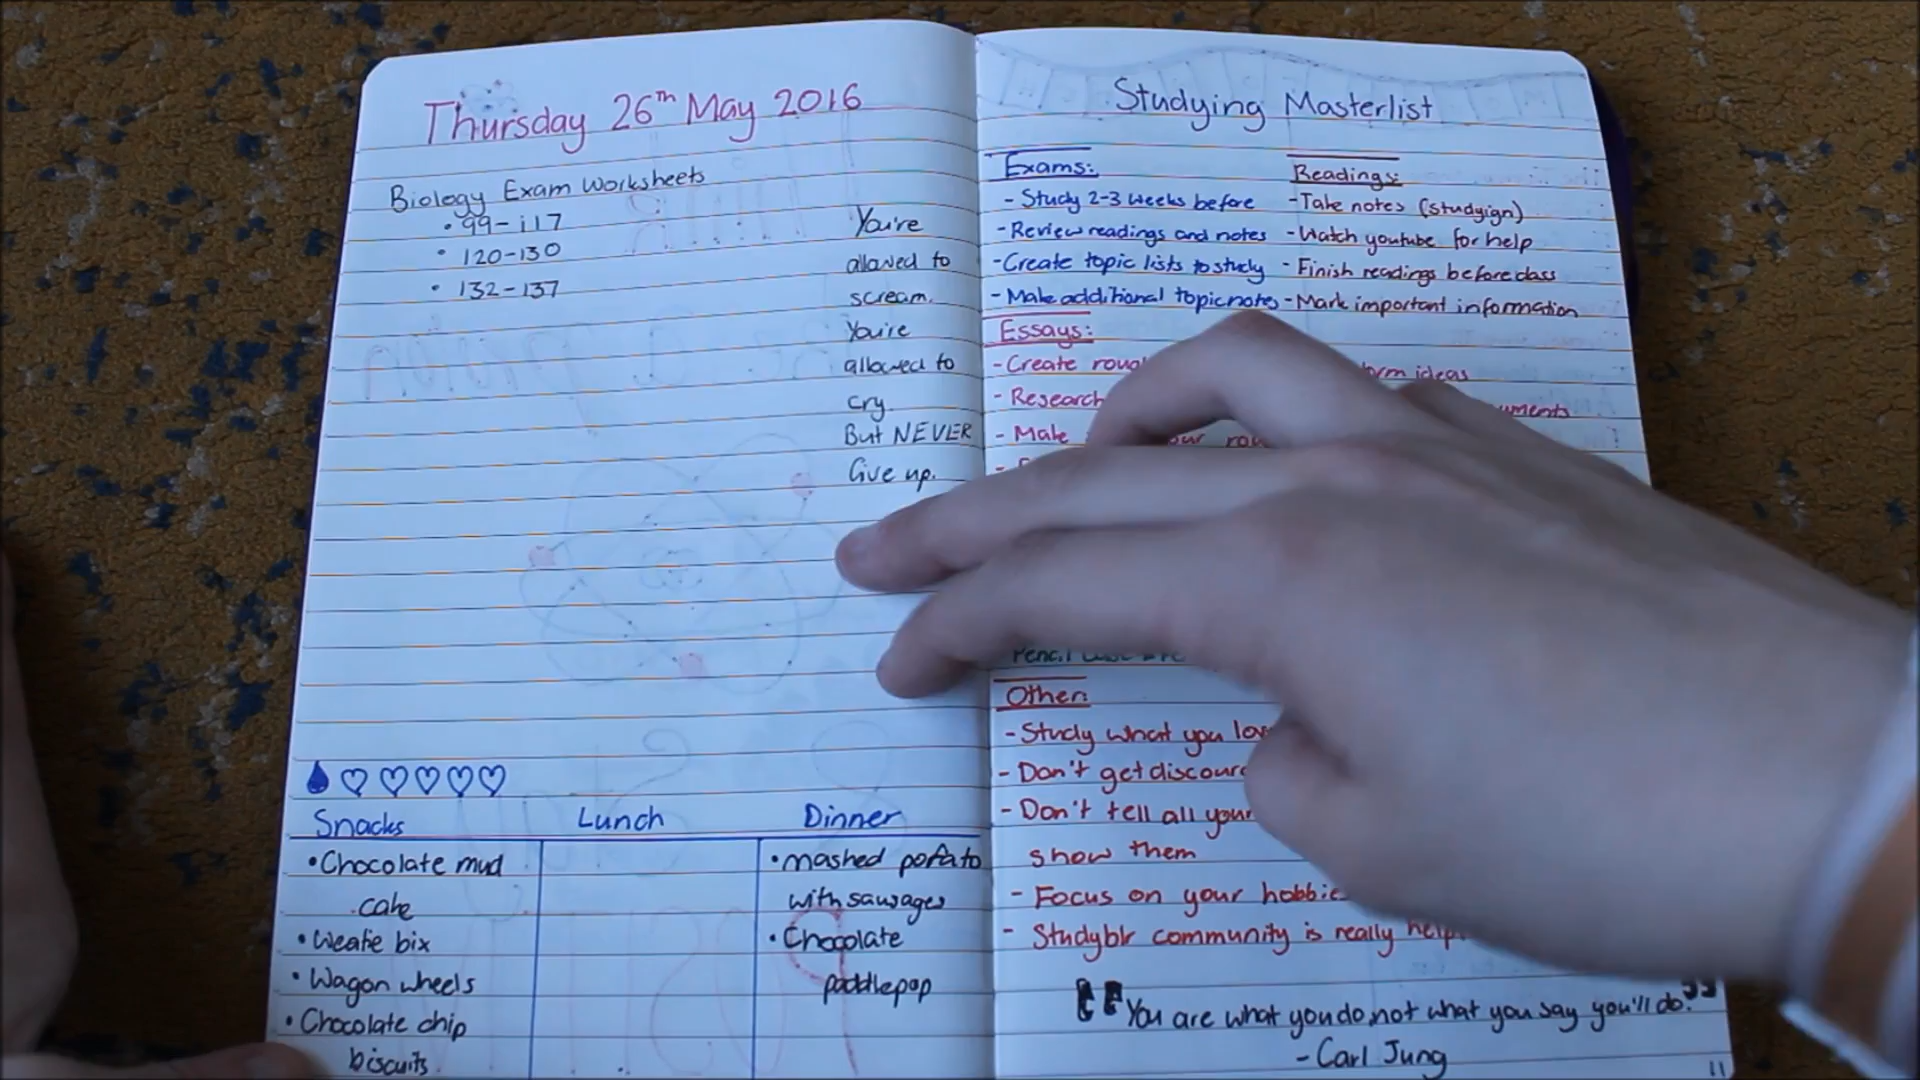 Thursday 26th May 2016
Biology Exam Worksheets
• 99-117
• 120-130
• 132-137
You're
allowed to
scream.
You're
allowed to
cry.
But NEVER
Give up.
Snacks Lunch Dinner
• Chocolate mud
cake
• Weatie bix
• Wagon wheels
• Chocolate chip
biscuits
• mashed potato
with sausages
• Chocolate
paddlepop
Studying Masterlist
Exams:
- Study 2-3 weeks before
- Review readings and notes
- Create topic lists to study
- Make additional topic notes
Readings:
- Take notes (studyign)
- Watch youtube for help
- Finish readings before class
- Mark important information
Essays:
- Create ideas
- Research
- Make
Pencil
Other:
- Study what you
- Don't get
- Don't tell all your
show them
- Focus on your
- Studyblr community is really
"You are what you do, not what you say you'll do."
- Carl Jung
11